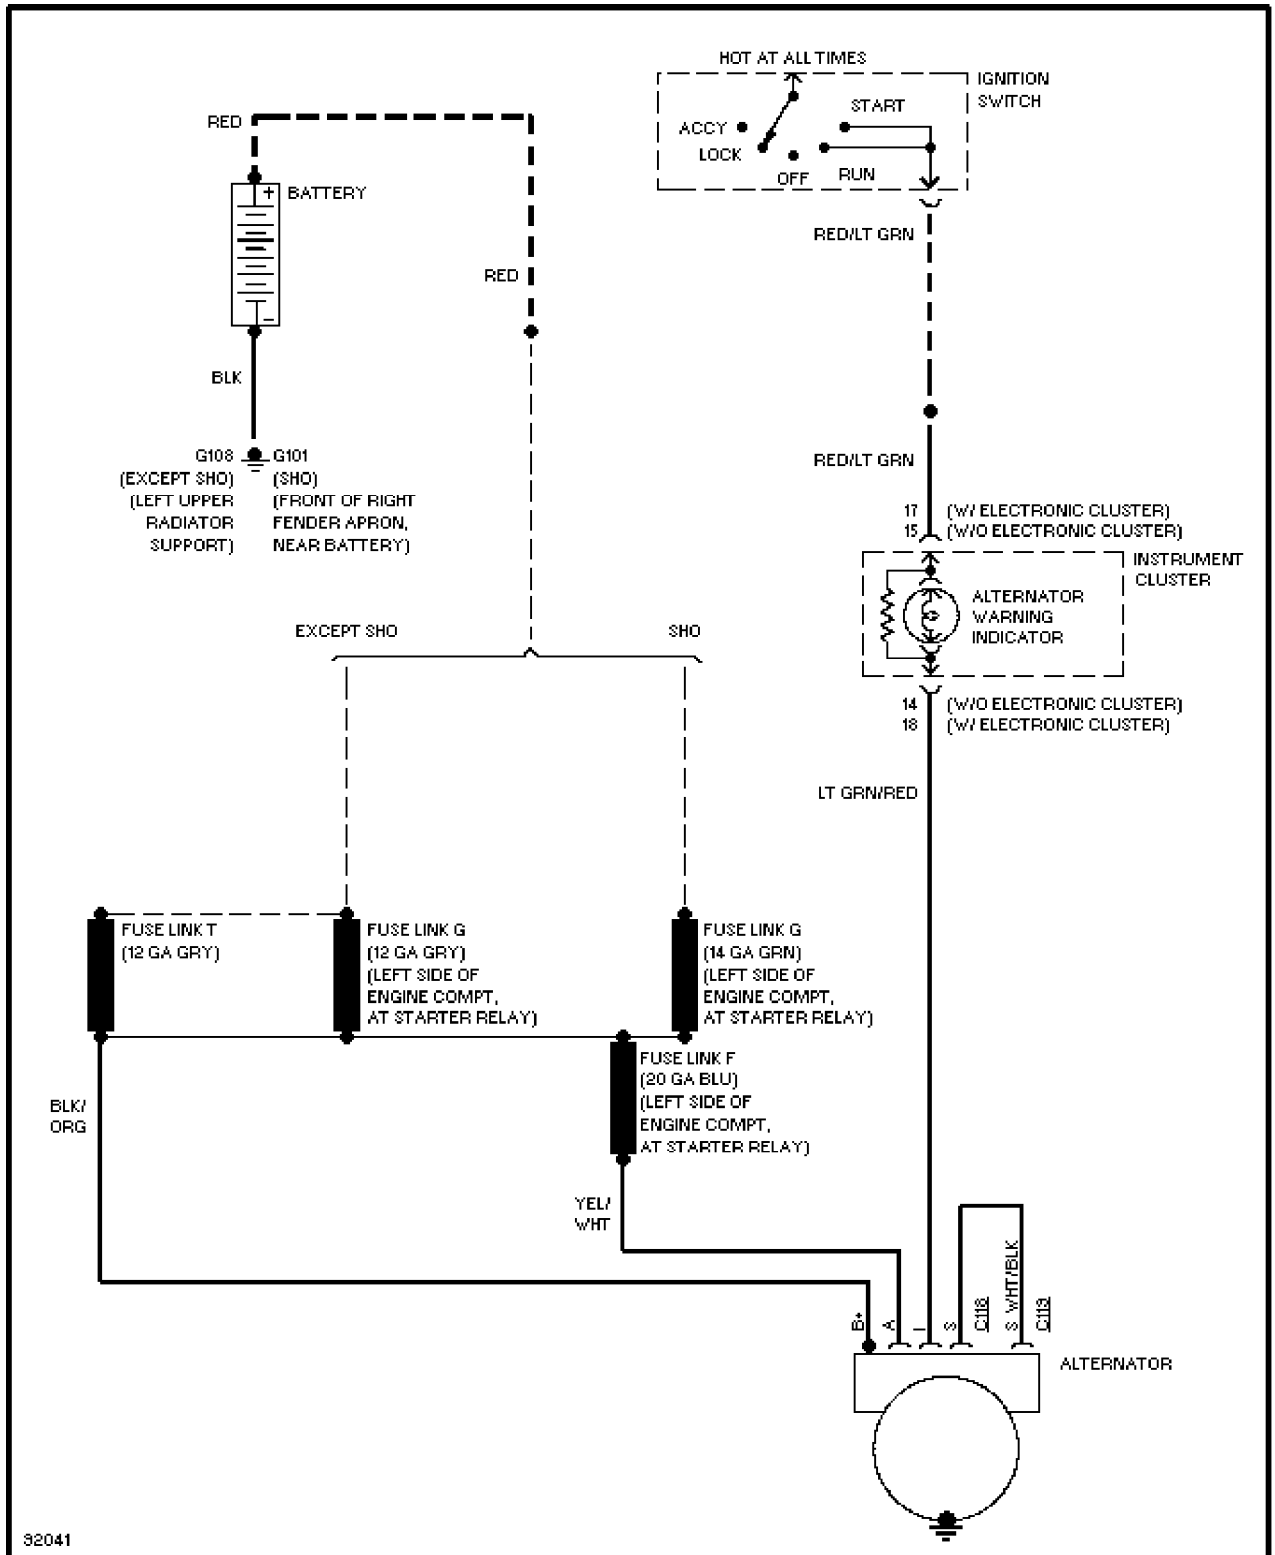 HOT AT ALL TIMES
IGNITION
SWITCH
START
ACCY
LOCK
OFF
RUN
RED
+
BATTERY
RED
BLK
RED/LT GRN
G108
(EXCEPT SHO)
(LEFT UPPER
RADIATOR
SUPPORT)
G101
(SHO)
(FRONT OF RIGHT
FENDER APRON,
NEAR BATTERY)
RED/LT GRN
17 (W/ ELECTRONIC CLUSTER)
15 (W/O ELECTRONIC CLUSTER)
INSTRUMENT
CLUSTER
ALTERNATOR
WARNING
INDICATOR
EXCEPT SHO
SHO
14 (W/O ELECTRONIC CLUSTER)
18 (W/ ELECTRONIC CLUSTER)
LT GRN/RED
FUSE LINK T
(12 GA GRY)
FUSE LINK G
(12 GA GRY)
(LEFT SIDE OF
ENGINE COMPT,
AT STARTER RELAY)
FUSE LINK G
(14 GA GRN)
(LEFT SIDE OF
ENGINE COMPT,
AT STARTER RELAY)
FUSE LINK F
(20 GA BLU)
(LEFT SIDE OF
ENGINE COMPT,
AT STARTER RELAY)
BLK/
ORG
YEL/
WHT
B+
A
I
S
C118
S WHT/BLK
C119
ALTERNATOR
92041